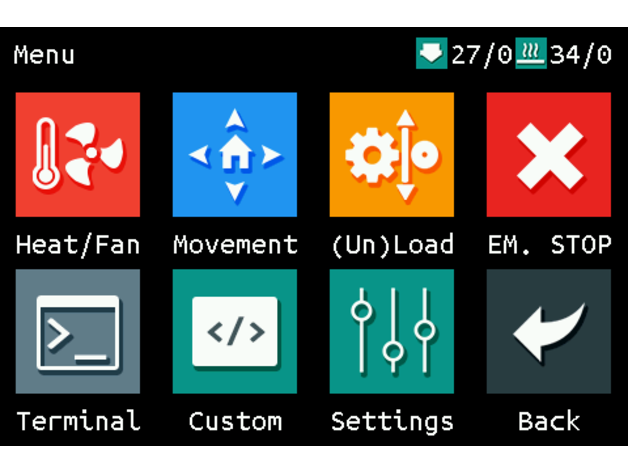 Menu 27/0 34/0
Heat/Fan Movement (Un)Load EM. STOP
>_ </>
Terminal Custom Settings Back